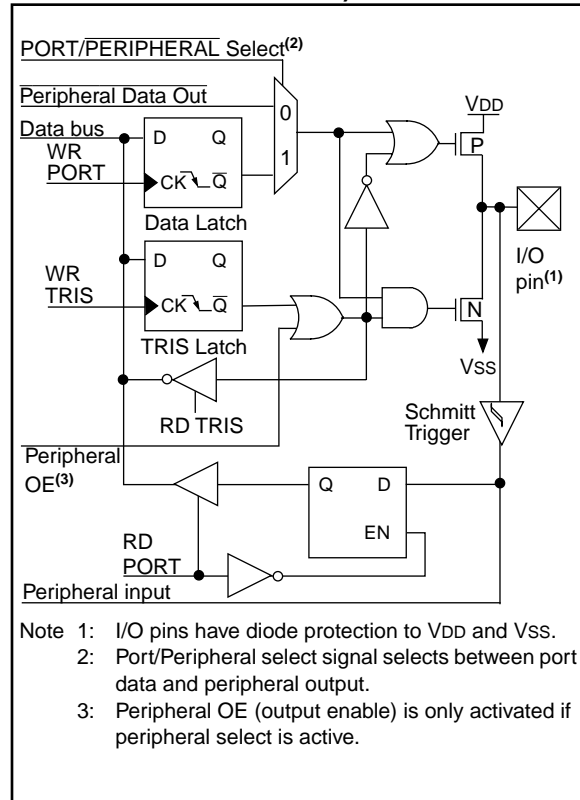 PORT/PERIPHERAL Select(2)
Peripheral Data Out
Data bus
WR
PORT
D Q
CK Q
Data Latch
0
1
VDD
P
I/O
pin(1)
WR
TRIS
D Q
CK Q
TRIS Latch
N
VSS
RD TRIS
Schmitt
Trigger
Peripheral
OE(3)
Q D
EN
RD
PORT
Peripheral input
Note 1: I/O pins have diode protection to VDD and VSS.
2: Port/Peripheral select signal selects between port
data and peripheral output.
3: Peripheral OE (output enable) is only activated if
peripheral select is active.